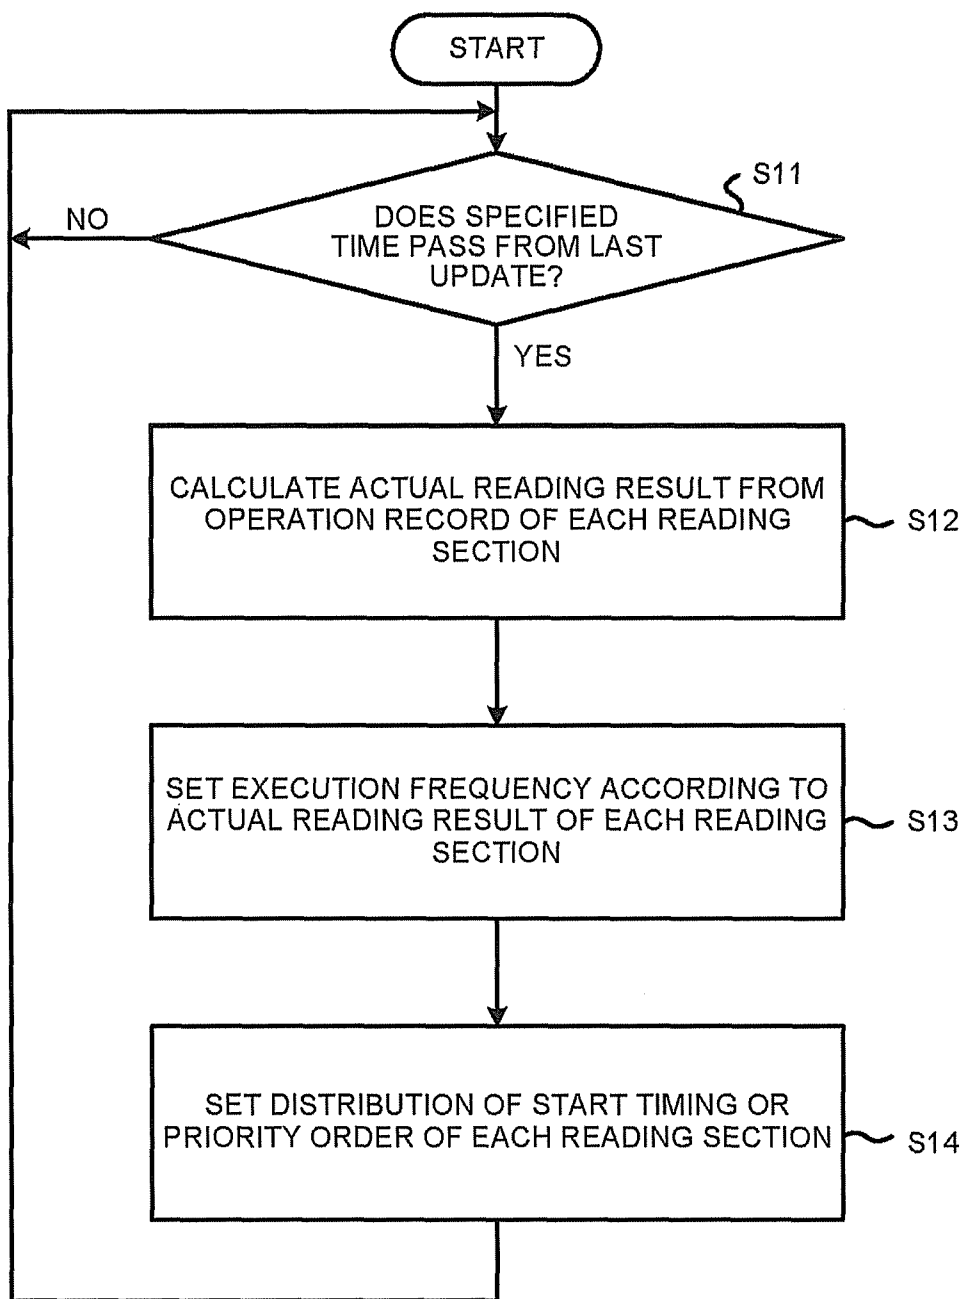 START
S11
NO
DOES SPECIFIED
TIME PASS FROM LAST
UPDATE?
YES
CALCULATE ACTUAL READING RESULT FROM
OPERATION RECORD OF EACH READING
SECTION
S12
SET EXECUTION FREQUENCY ACCORDING TO
ACTUAL READING RESULT OF EACH READING
SECTION
S13
SET DISTRIBUTION OF START TIMING OR
PRIORITY ORDER OF EACH READING SECTION
S14